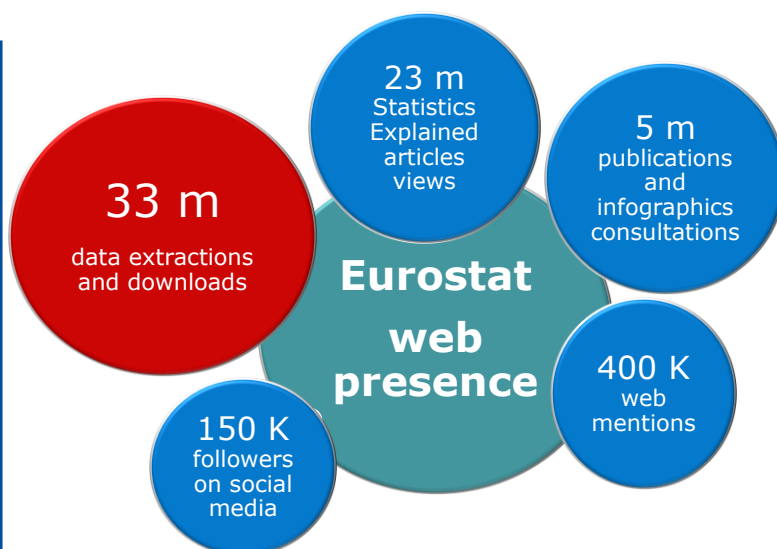 23 m
Statistics
Explained
articles
views
5 m
publications
and
infographics
consultations
33 m
data extractions
and downloads
Eurostat
web
presence
400 K
web
mentions
150 K
followers
on social
media